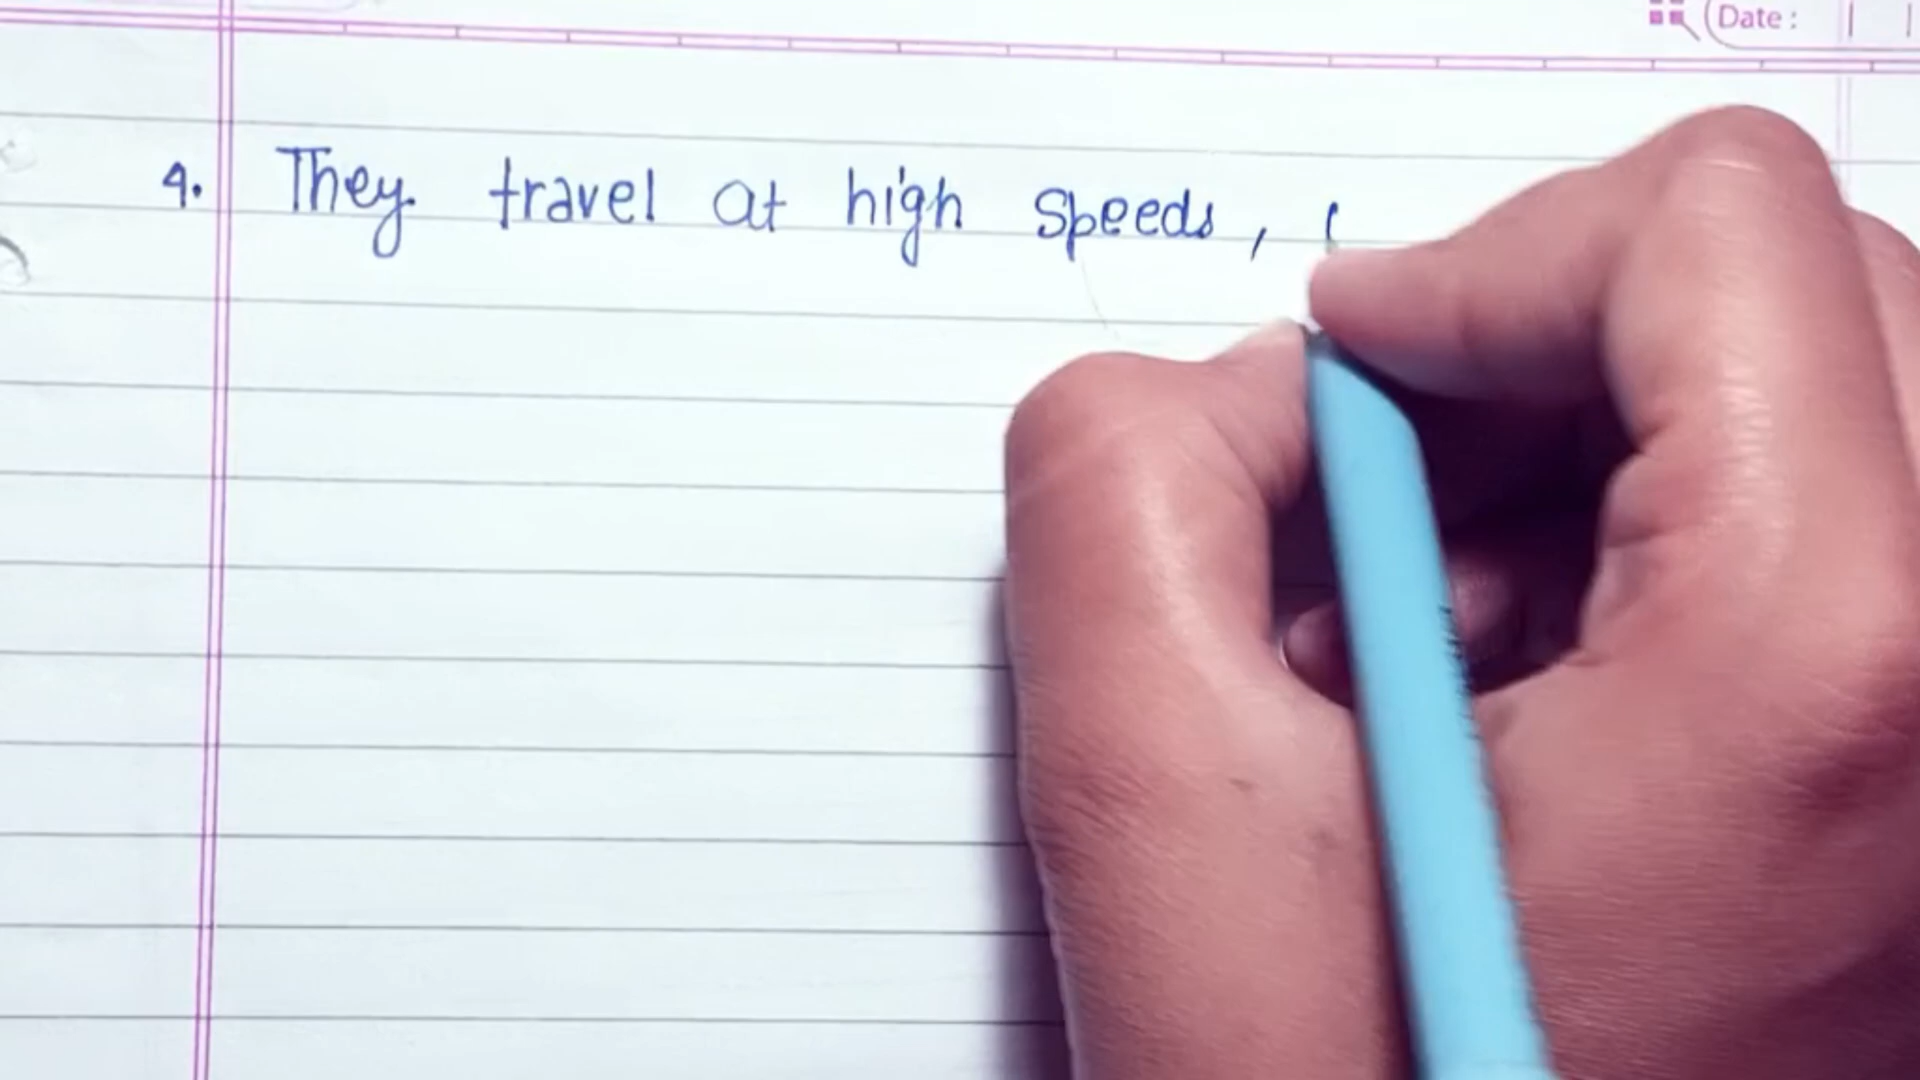 Date :
4. They travel at high speeds,